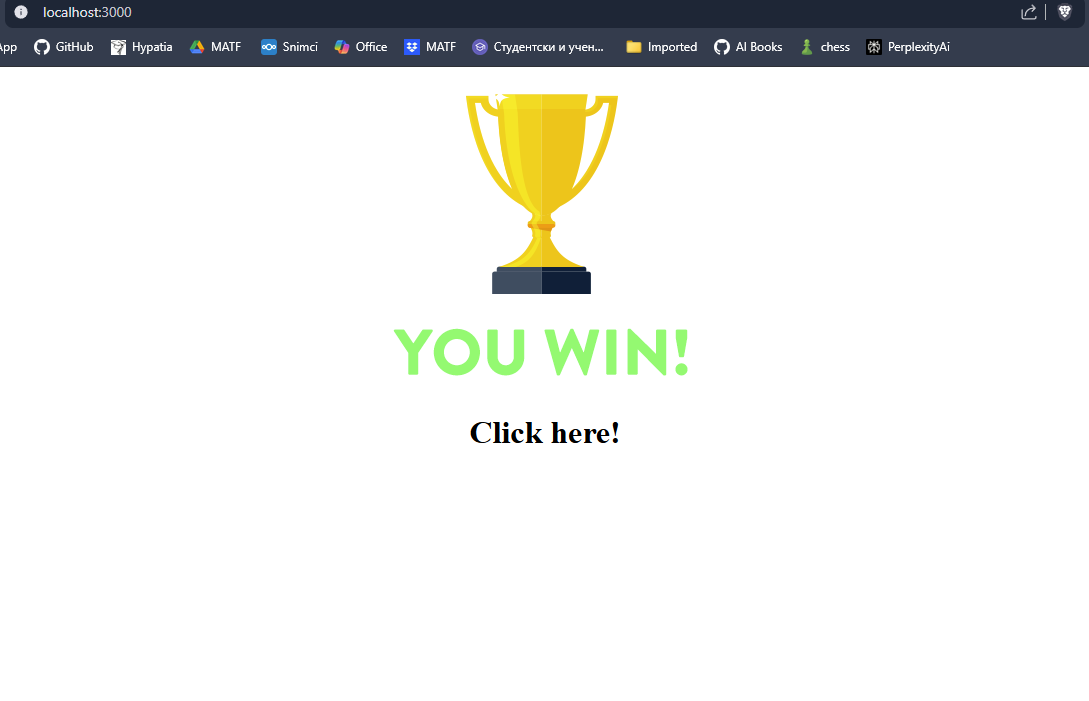 localhost:3000
App GitHub Hypatia MATF Snimci Office MATF Студентски и учен... Imported AI Books chess PerplexityAi
YOU WIN!
Click here!